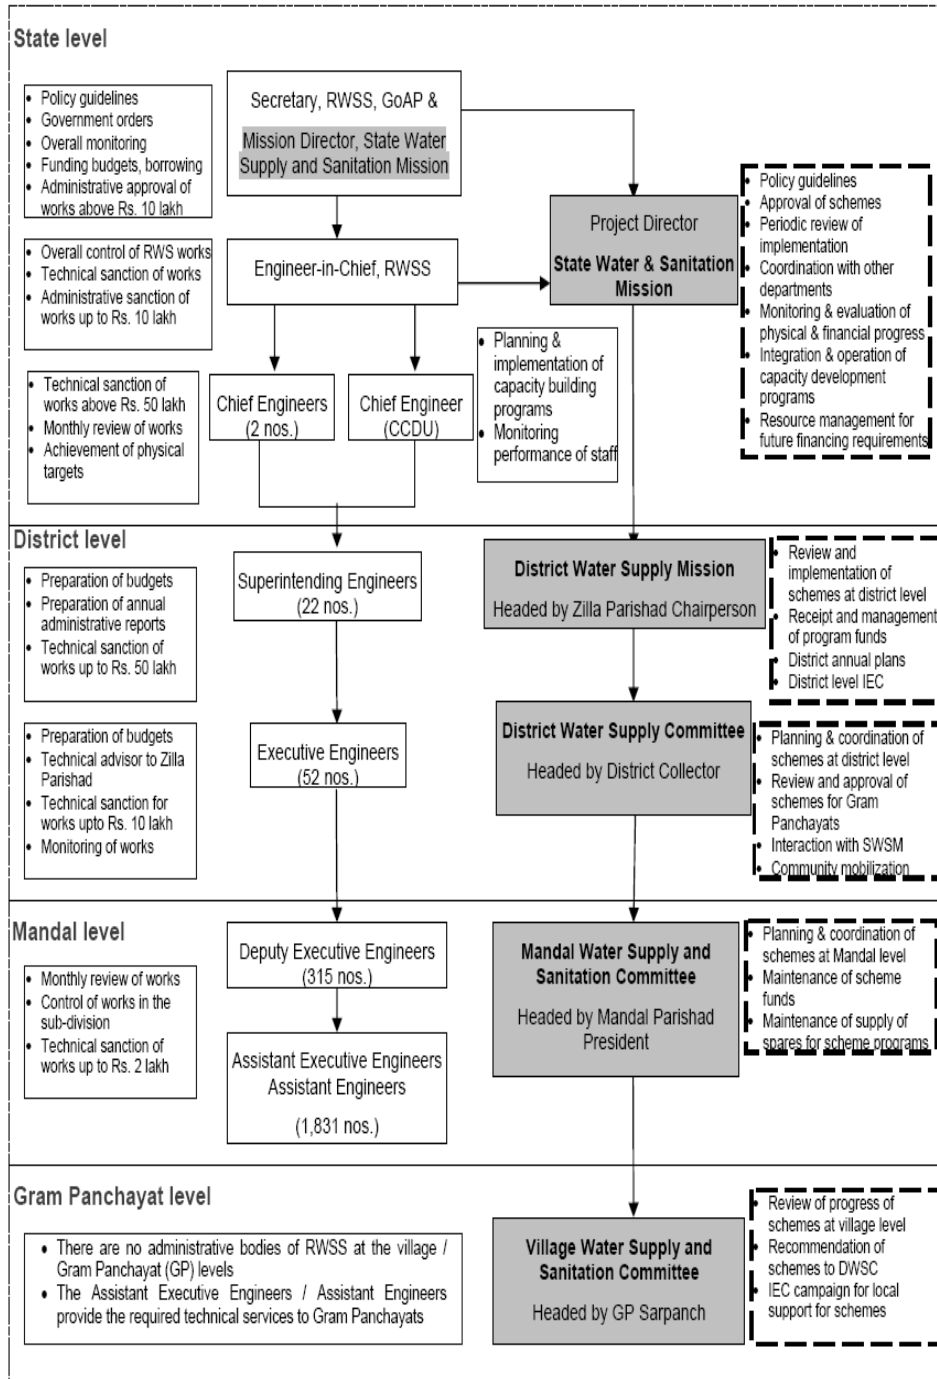 State level
• Policy guidelines
• Government orders
• Overall monitoring
• Funding budgets, borrowing
• Administrative approval of
works above Rs. 10 lakh
Secretary, RWSS, GoAP &
Mission Director, State Water
Supply and Sanitation Mission
• Overall control of RWS works
• Technical sanction of works
• Administrative sanction of
works up to Rs. 10 lakh
Engineer-in-Chief, RWSS
Project Director
State Water & Sanitation
Mission
• Policy guidelines
• Approval of schemes
• Periodic review of
implementation
• Coordination with other
departments
• Monitoring & evaluation of
physical & financial progress
• Integration & operation of
capacity development
programs
• Resource management for
future financing requirements
• Technical sanction of
works above Rs. 50 lakh
• Monthly review of works
• Achievement of physical
targets
Chief Engineers
(2 nos.)
Chief Engineer
(CCDU)
• Planning &
implementation of
capacity building
programs
• Monitoring
performance of staff
District level
• Preparation of budgets
• Preparation of annual
administrative reports
• Technical sanction of
works up to Rs. 50 lakh
Superintending Engineers
(22 nos.)
District Water Supply Mission
Headed by Zilla Parishad Chairperson
• Review and
implementation of
schemes at district level
• Receipt and management
of program funds
• District annual plans
• District level IEC
• Preparation of budgets
• Technical advisor to Zilla
Parishad
• Technical sanction for
works upto Rs. 10 lakh
• Monitoring of works
Executive Engineers
(52 nos.)
District Water Supply Committee
Headed by District Collector
• Planning & coordination of
schemes at district level
• Review and approval of
schemes for Gram
Panchayats
• Interaction with SWSM
• Community mobilization
Mandal level
• Monthly review of works
• Control of works in the
sub-division
• Technical sanction of
works up to Rs. 2 lakh
Deputy Executive Engineers
(315 nos.)
Assistant Executive Engineers
Assistant Engineers
(1,831 nos.)
Mandal Water Supply and
Sanitation Committee
Headed by Mandal Parishad
President
• Planning & coordination of
schemes at Mandal level
• Maintenance of scheme
funds
• Maintenance of supply of
spares for scheme programs
Gram Panchayat level
• There are no administrative bodies of RWSS at the village /
Gram Panchayat (GP) levels
• The Assistant Executive Engineers / Assistant Engineers
provide the required technical services to Gram Panchayats
Village Water Supply and
Sanitation Committee
Headed by GP Sarpanch
• Review of progress of
schemes at village level
• Recommendation of
schemes to DWSC
• IEC campaign for local
support for schemes